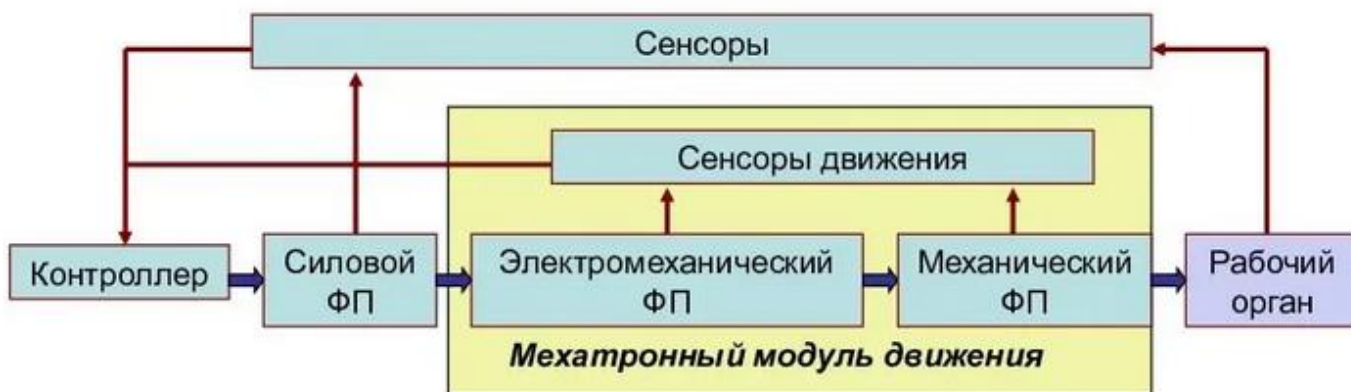 Сенсоры
Сенсоры движения
Контроллер
Силовой
ФП
Электромеханический
ФП
Механический
ФП
Рабочий
орган
Мехатронный модуль движения